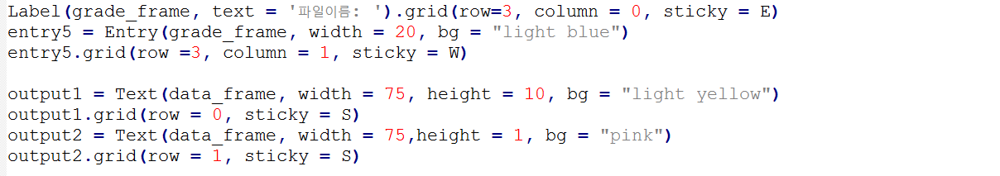 Label(grade_frame, text = '파일이름: ').grid(row=3, column = 0, sticky = E)
entry5 = Entry(grade_frame, width = 20, bg = "light blue")
entry5.grid(row =3, column = 1, sticky = W)
output1 = Text(data_frame, width = 75, height = 10, bg = "light yellow")
output1.grid(row = 0, sticky = S)
output2 = Text(data_frame, width = 75,height = 1, bg = "pink")
output2.grid(row = 1, sticky = S)